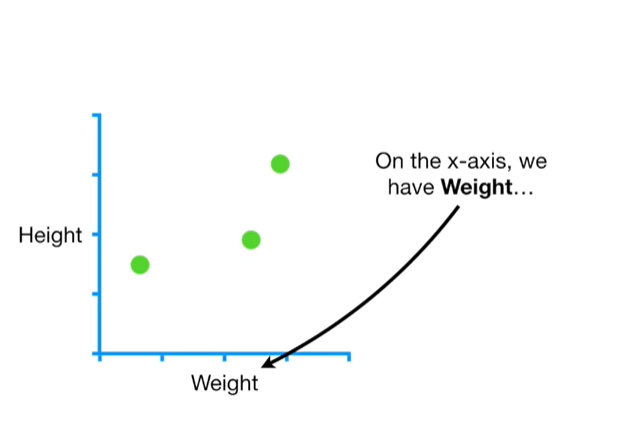 On the x-axis, we
have Weight...
Height
Weight